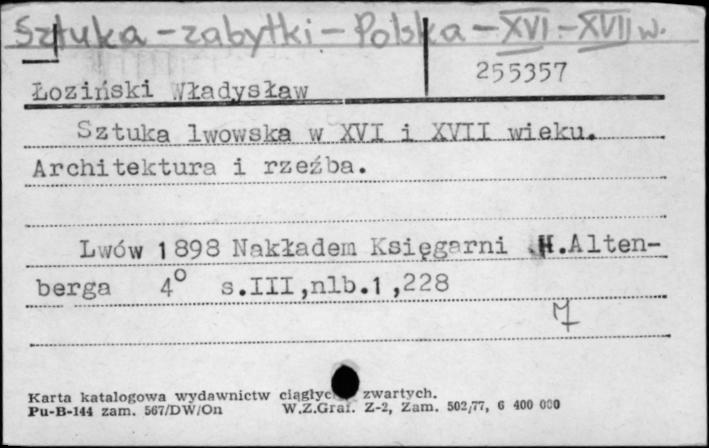 Sztuka - zabytki - Polska - XVI - XVII w.
255357
Łoziński Władysław
Sztuka lwowska w XVI i XVII wieku.
Architektura i rzeźba.
Lwów 1898 Nakładem Księgarni H.Alten-
berga 4° s.III,nlb.1,228
Karta katalogowa wydawnictw zwartych.
Pu-B-144 zam. 567/DW/On W.Z.Graf. Z-2, Zam. 502/77, 6 400 000